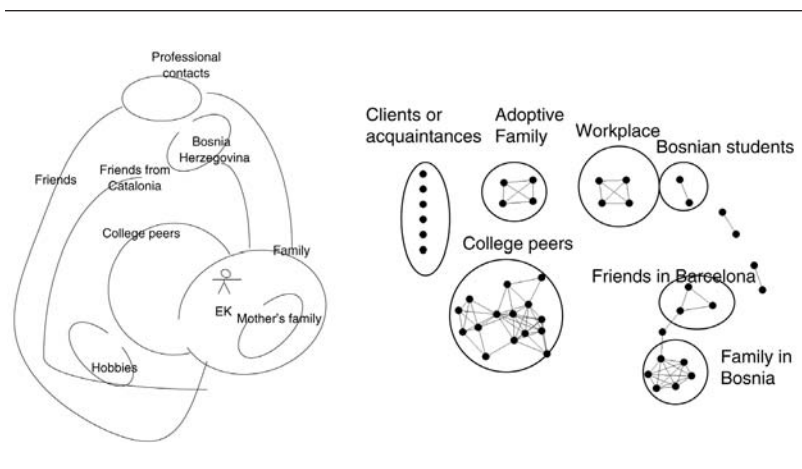 Professional
contacts
Bosnia
Herzegovina
Friends from
Catalonia
Friends
College peers
Family
EK
Mother's family
Hobbies
Clients or
acquaintances
Adoptive
Family
Workplace
Bosnian students
College peers
Friends in Barcelona
Family in
Bosnia